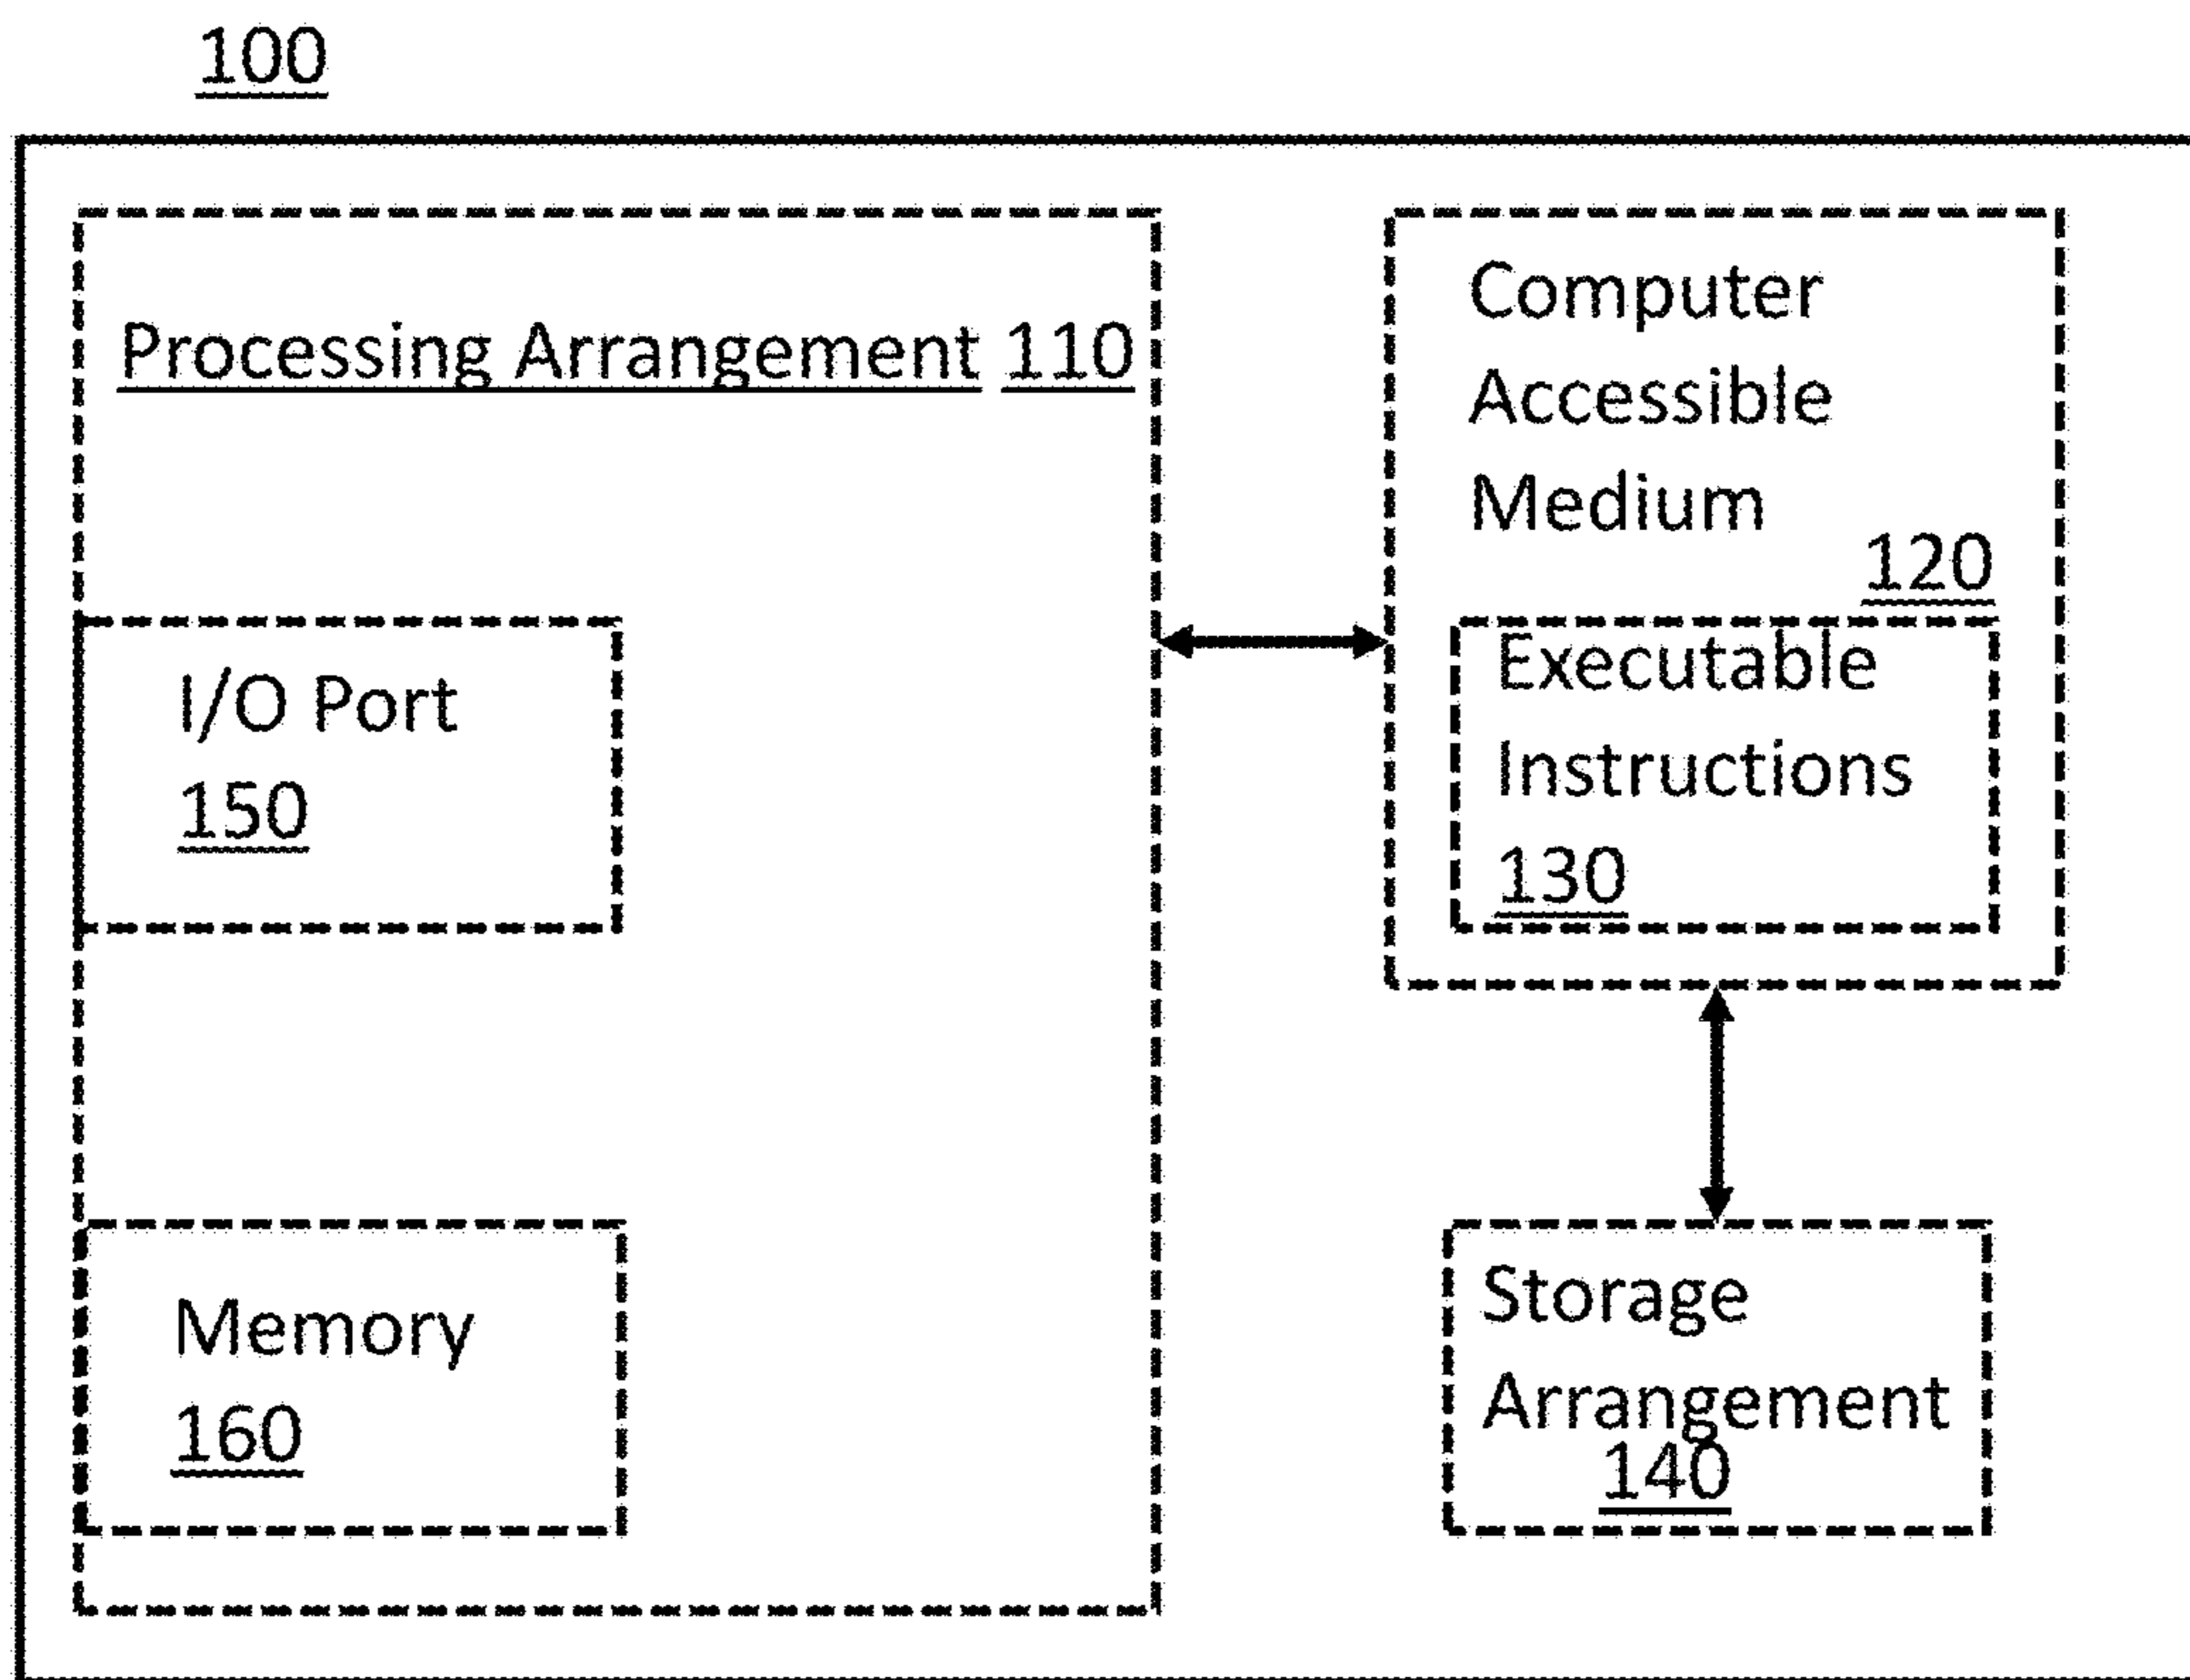 100
Processing Arrangement 110
I/O Port
150
Memory
160
Computer
Accessible
Medium
120
Executable
Instructions
130
Storage
Arrangement
140